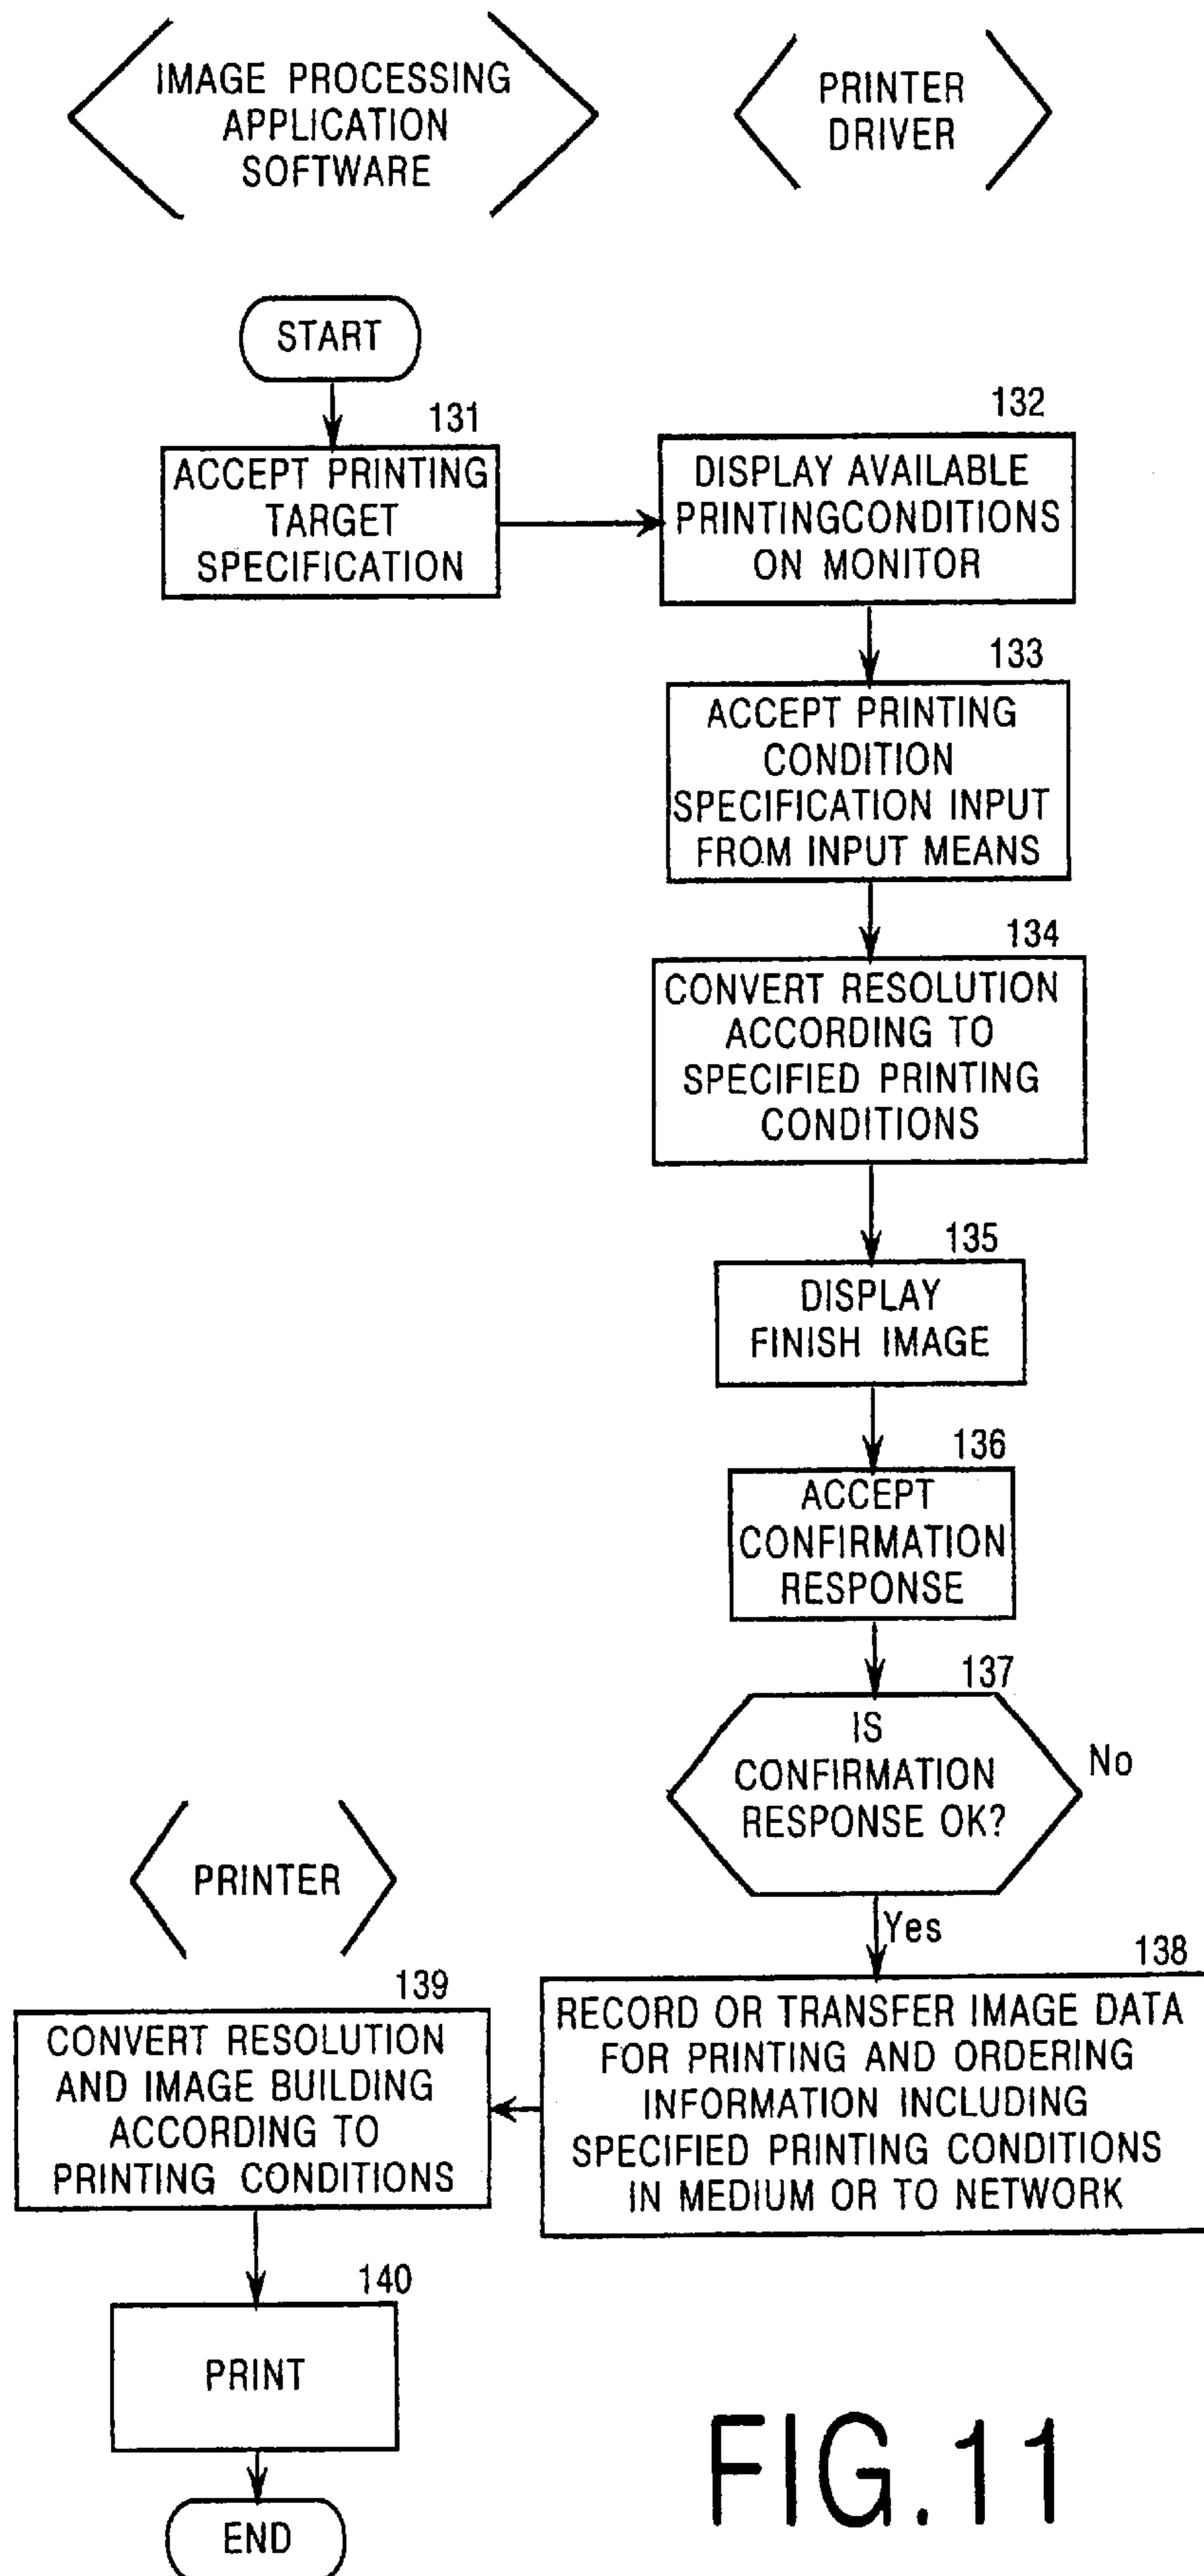 IMAGE PROCESSING
APPLICATION
SOFTWARE
PRINTER
DRIVER
START
131
ACCEPT PRINTING
TARGET
SPECIFICATION
132
DISPLAY AVAILABLE
PRINTINGCONDITIONS
ON MONITOR
133
ACCEPT PRINTING
CONDITION
SPECIFICATION INPUT
FROM INPUT MEANS
134
CONVERT RESOLUTION
ACCORDING TO
SPECIFIED PRINTING
CONDITIONS
135
DISPLAY
FINISH IMAGE
136
ACCEPT
CONFIRMATION
RESPONSE
137
IS
CONFIRMATION
RESPONSE OK?
No
Yes
138
RECORD OR TRANSFER IMAGE DATA
FOR PRINTING AND ORDERING
INFORMATION INCLUDING
SPECIFIED PRINTING CONDITIONS
IN MEDIUM OR TO NETWORK
PRINTER
139
CONVERT RESOLUTION
AND IMAGE BUILDING
ACCORDING TO
PRINTING CONDITIONS
140
PRINT
END
FIG.11